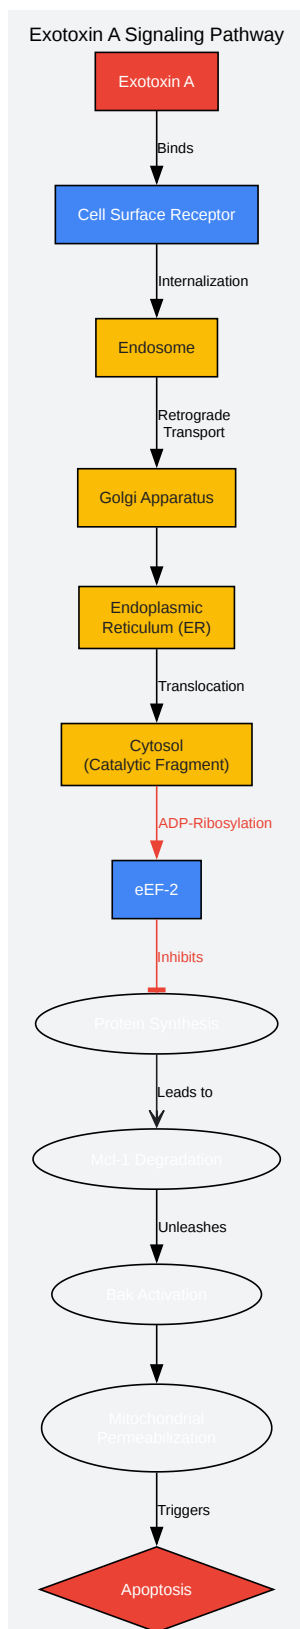 Exotoxin A Signaling Pathway
Exotoxin A
Binds
Cell Surface Receptor
Internalization
Endosome
Retrograde
Transport
Golgi Apparatus
Endoplasmic
Reticulum (ER)
Translocation
Cytosol
(Catalytic Fragment)
ADP-Ribosylation
eEF-2
Inhibits
Protein Synthesis
Leads to
Mcl-1 Degradation
Unleashes
Bak Activation
Mitochondrial
Permeabilization
Triggers
Apoptosis